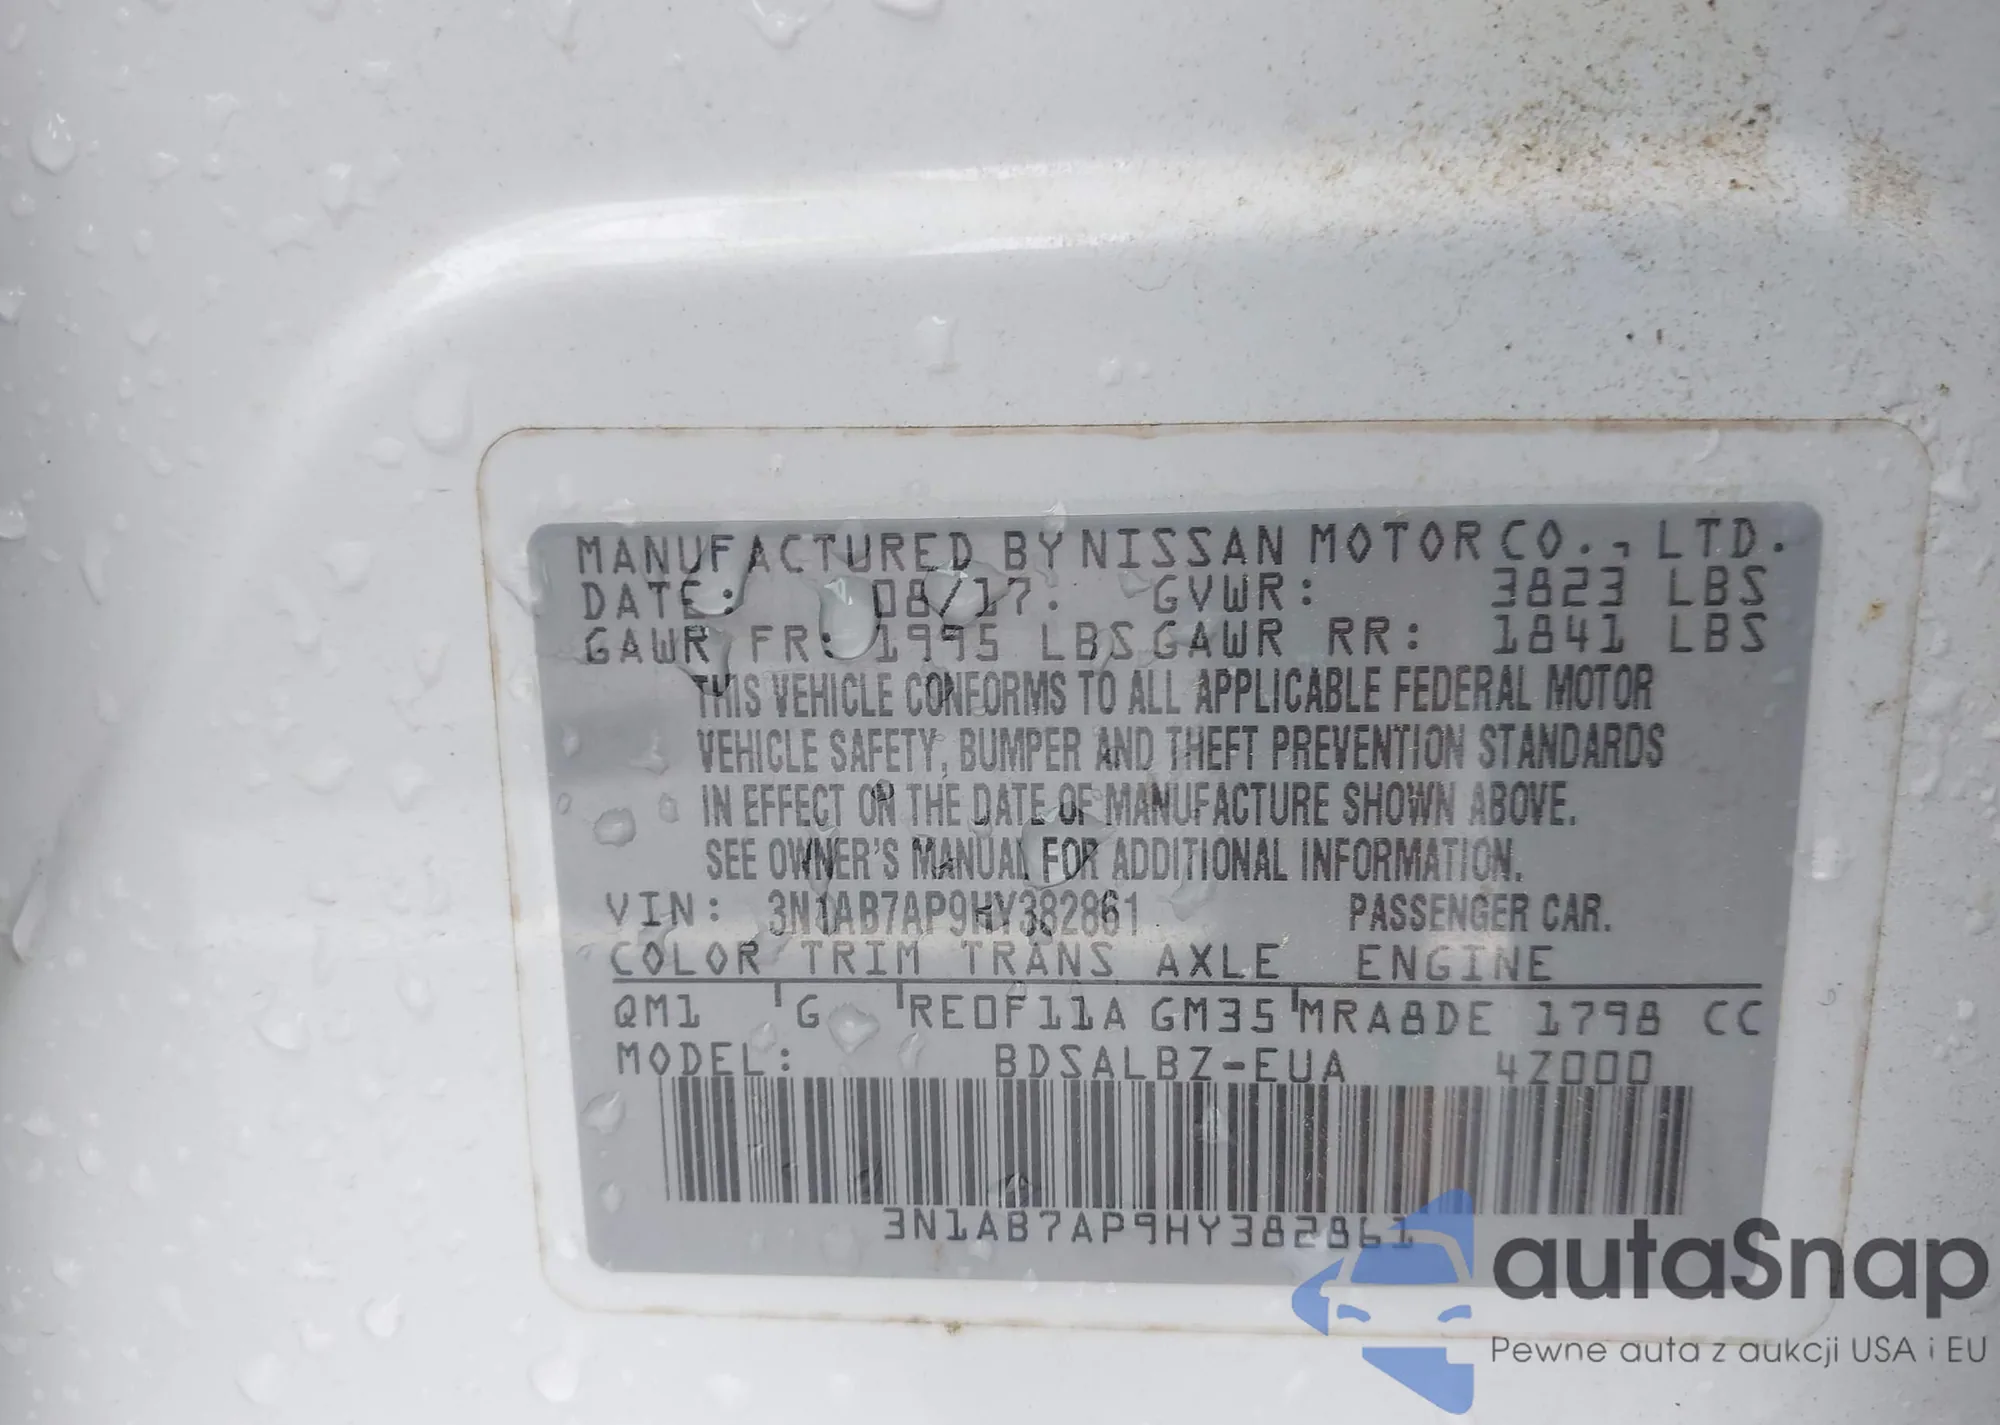 MANUFACTURED BY NISSAN MOTOR CO., LTD.
DATE: 08/17. GVWR: 3823 LBS
GAWR FR: 1995 LBS GAWR RR: 1841 LBS
THIS VEHICLE CONFORMS TO ALL APPLICABLE FEDERAL MOTOR
VEHICLE SAFETY, BUMPER AND THEFT PREVENTION STANDARDS
IN EFFECT ON THE DATE OF MANUFACTURE SHOWN ABOVE.
SEE OWNER'S MANUAL FOR ADDITIONAL INFORMATION.
VIN: 3N1AB7AP9HY382861 PASSENGER CAR.
COLOR TRIM TRANS AXLE ENGINE
QM1 G RE0F11A GM35 MRA8DE 1798 CC
MODEL: BDSALBZ-EUA 4Z000
3N1AB7AP9HY382861
autaSnap
Pewne auta z aukcji USA i EU